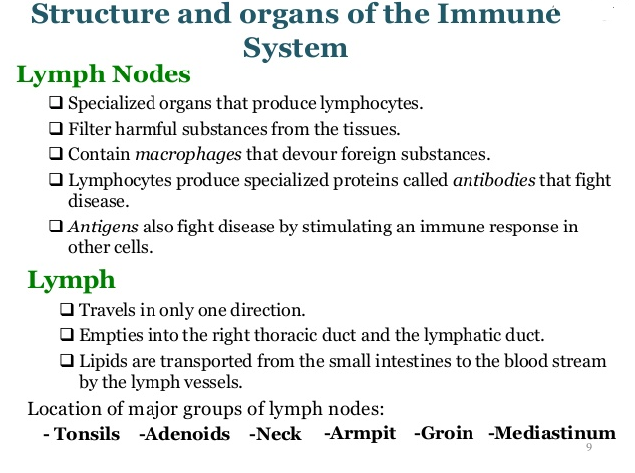 Structure and organs of the Immune
System
Lymph Nodes
❑ Specialized organs that produce lymphocytes.
❑ Filter harmful substances from the tissues.
❑ Contain macrophages that devour foreign substances.
❑ Lymphocytes produce specialized proteins called antibodies that fight
disease.
❑ Antigens also fight disease by stimulating an immune response in
other cells.
Lymph
❑ Travels in only one direction.
❑ Empties into the right thoracic duct and the lymphatic duct.
❑ Lipids are transported from the small intestines to the blood stream
by the lymph vessels.
Location of major groups of lymph nodes:
- Tonsils -Adenoids -Neck -Armpit -Groin -Mediastinum
9